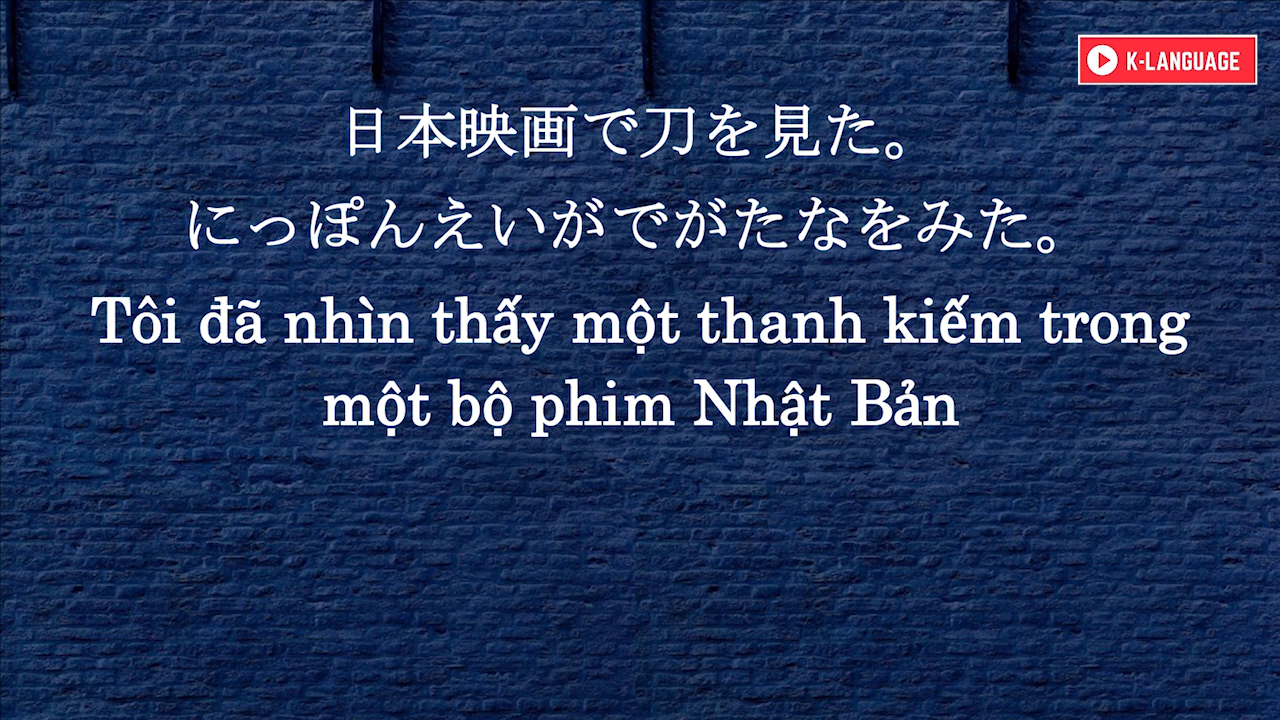 K-LANGUAGE
日本映画で刀を見た。
にっぽんえいがでがたなをみた。
Tôi đã nhìn thấy một thanh kiếm trong
một bộ phim Nhật Bản